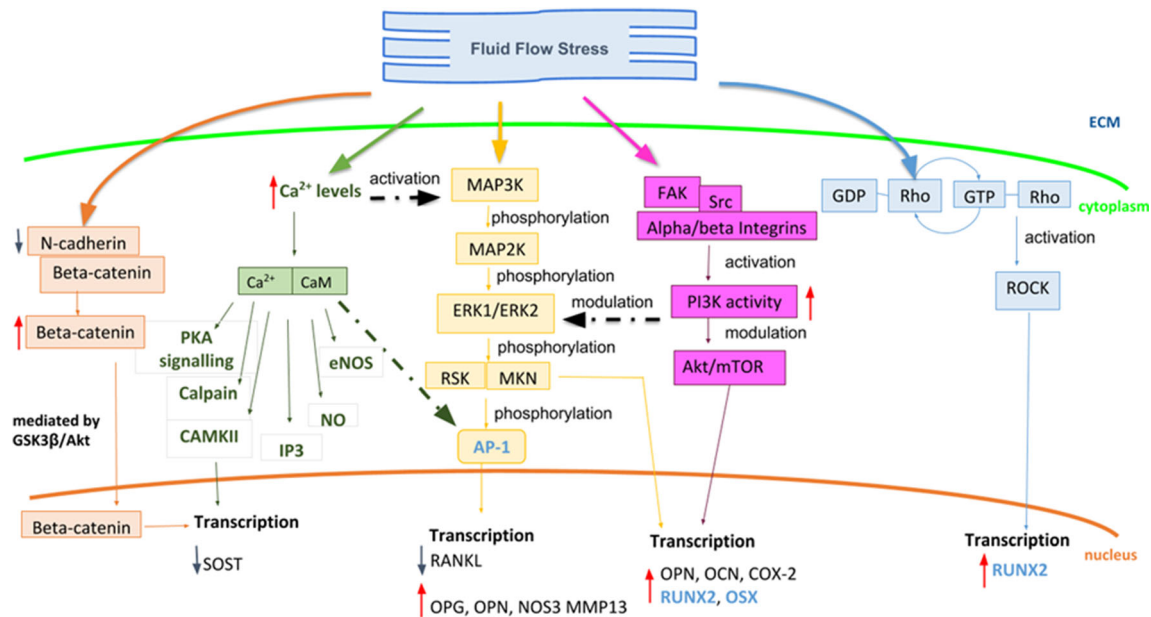 Fluid Flow Stress
ECM
cytoplasm
N-cadherin
Beta-catenin
Beta-catenin
mediated by
GSK3β/Akt
Beta-catenin
Ca²⁺ levels
activation
Ca²⁺ CaM
PKA
signalling
Calpain
CAMKII
IP3
NO
eNOS
Transcription
SOST
MAP3K
phosphorylation
MAP2K
phosphorylation
ERK1/ERK2
phosphorylation
RSK MKN
phosphorylation
AP-1
Transcription
RANKL
OPG, OPN, NOS3 MMP13
FAK
Src
Alpha/beta Integrins
activation
modulation
PI3K activity
modulation
Akt/mTOR
Transcription
OPN, OCN, COX-2
RUNX2, OSX
GDP Rho GTP Rho
activation
ROCK
Transcription
RUNX2
nucleus